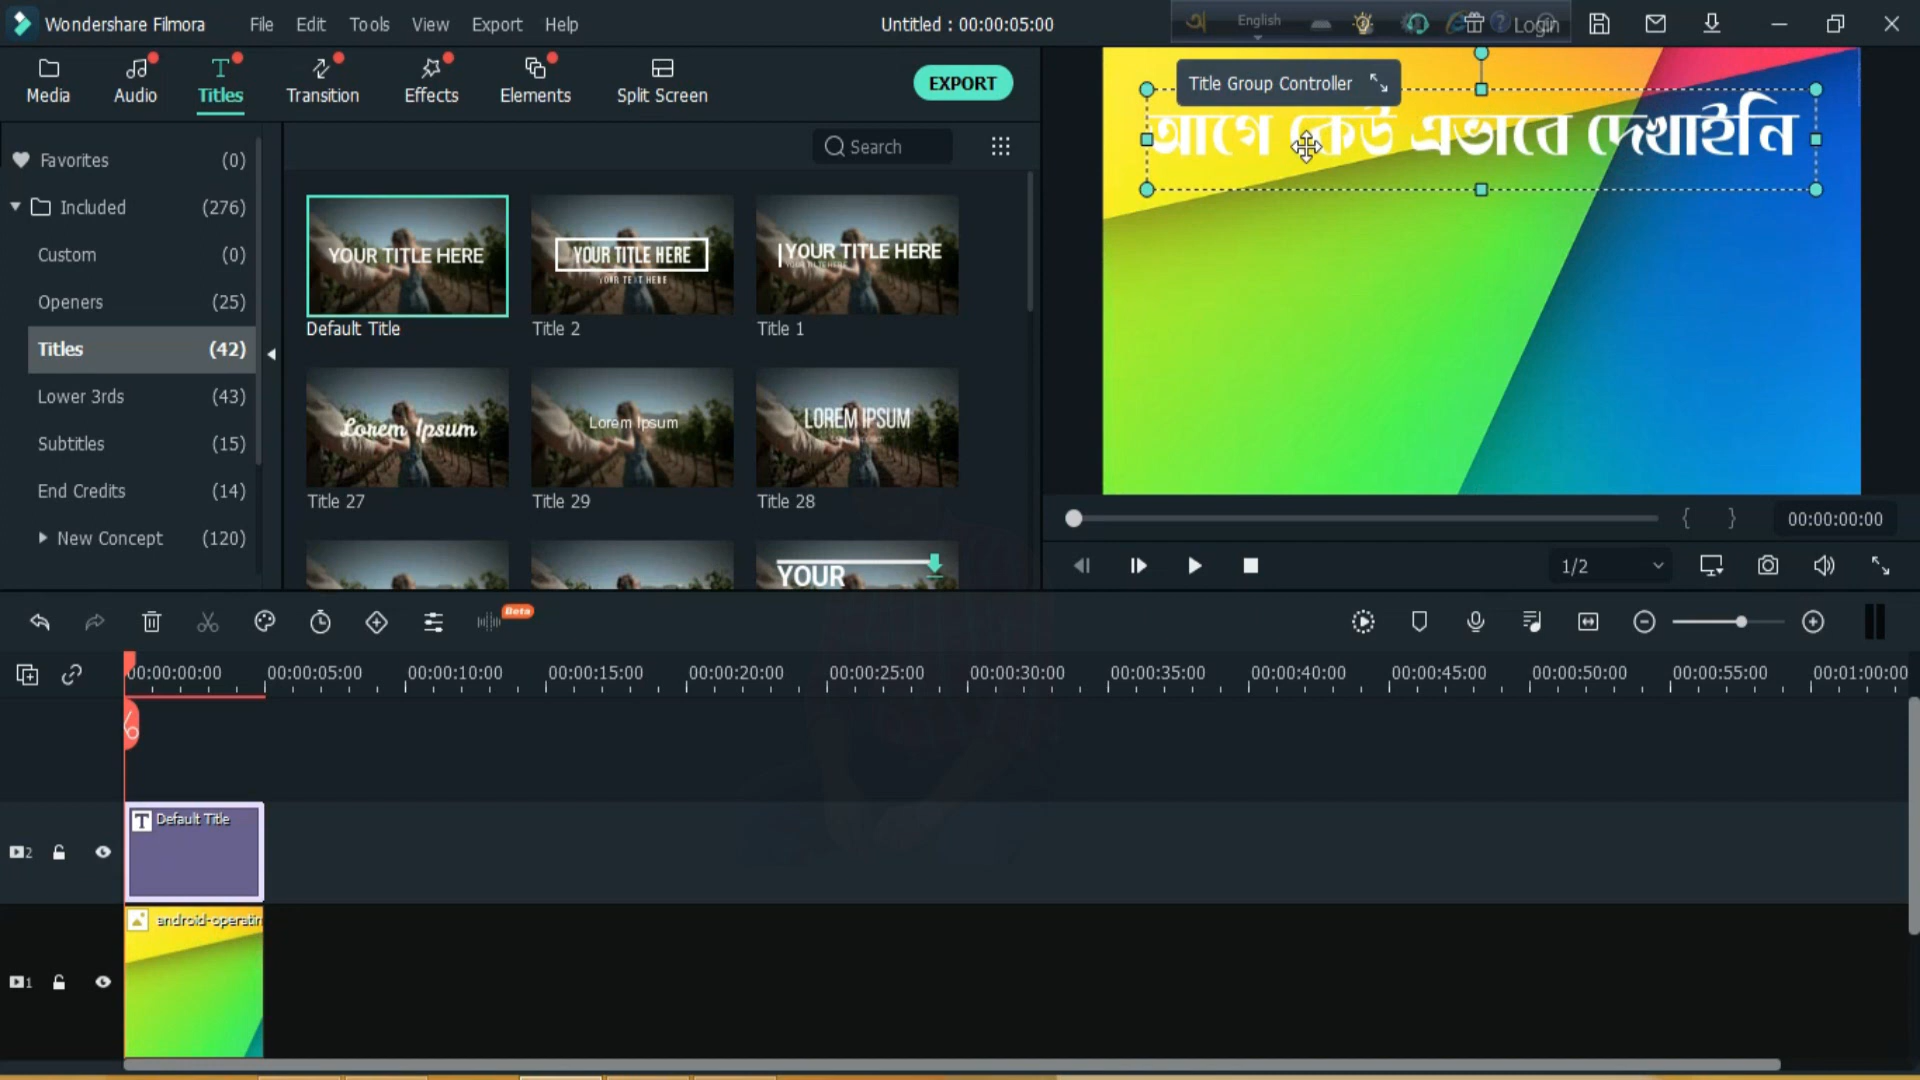 Wondershare Filmora File Edit Tools View Export Help Untitled : 00:00:05:00 English Login
Media Audio Titles Transition Effects Elements Split Screen EXPORT
Title Group Controller
আগে কেউ এভাবে দেখাইনি
Search
Favorites (0)
Included (276)
Custom (0)
Openers (25)
Titles (42)
Lower 3rds (43)
Subtitles (15)
End Credits (14)
New Concept (120)
YOUR TITLE HERE
Default Title
YOUR TITLE HERE
YOUR TEXT HERE
Title 2
YOUR TITLE HERE
Title 1
Lorem Ipsum
Title 27
Lorem Ipsum
Title 29
LOREM IPSUM
Title 28
YOUR
00:00:00:00
1/2
Beta
00:00:00:00 00:00:05:00 00:00:10:00 00:00:15:00 00:00:20:00 00:00:25:00 00:00:30:00 00:00:35:00 00:00:40:00 00:00:45:00 00:00:50:00 00:00:55:00 00:01:00:00
T Default Title
2
android-operatin
1